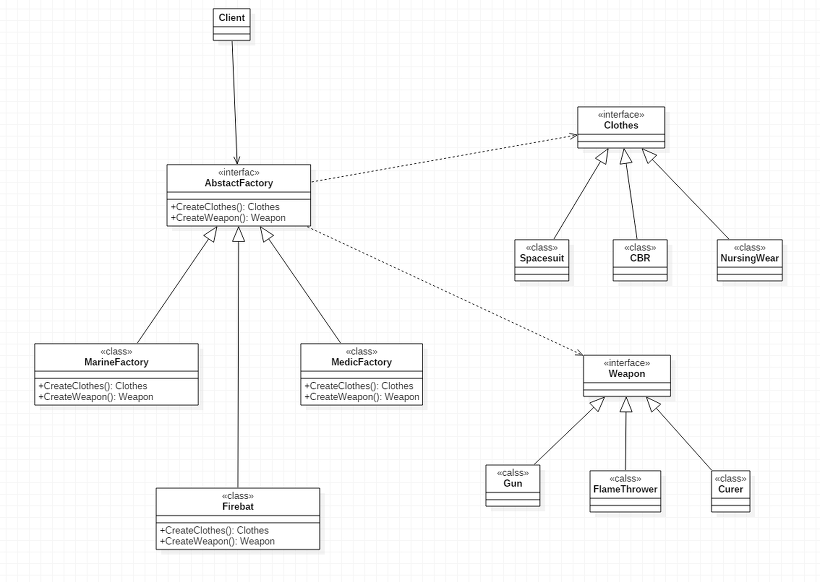 Client
«interface»
Clothes
«interfac»
AbstactFactory
+CreateClothes(): Clothes
+CreateWeapon(): Weapon
«class»
Spacesuit
«class»
CBR
«class»
NursingWear
«class»
MarineFactory
+CreateClothes(): Clothes
+CreateWeapon(): Weapon
«class»
MedicFactory
+CreateClothes(): Clothes
+CreateWeapon(): Weapon
«interface»
Weapon
«calss»
Gun
«calss»
FlameThrower
«class»
Curer
«class»
Firebat
+CreateClothes(): Clothes
+CreateWeapon(): Weapon